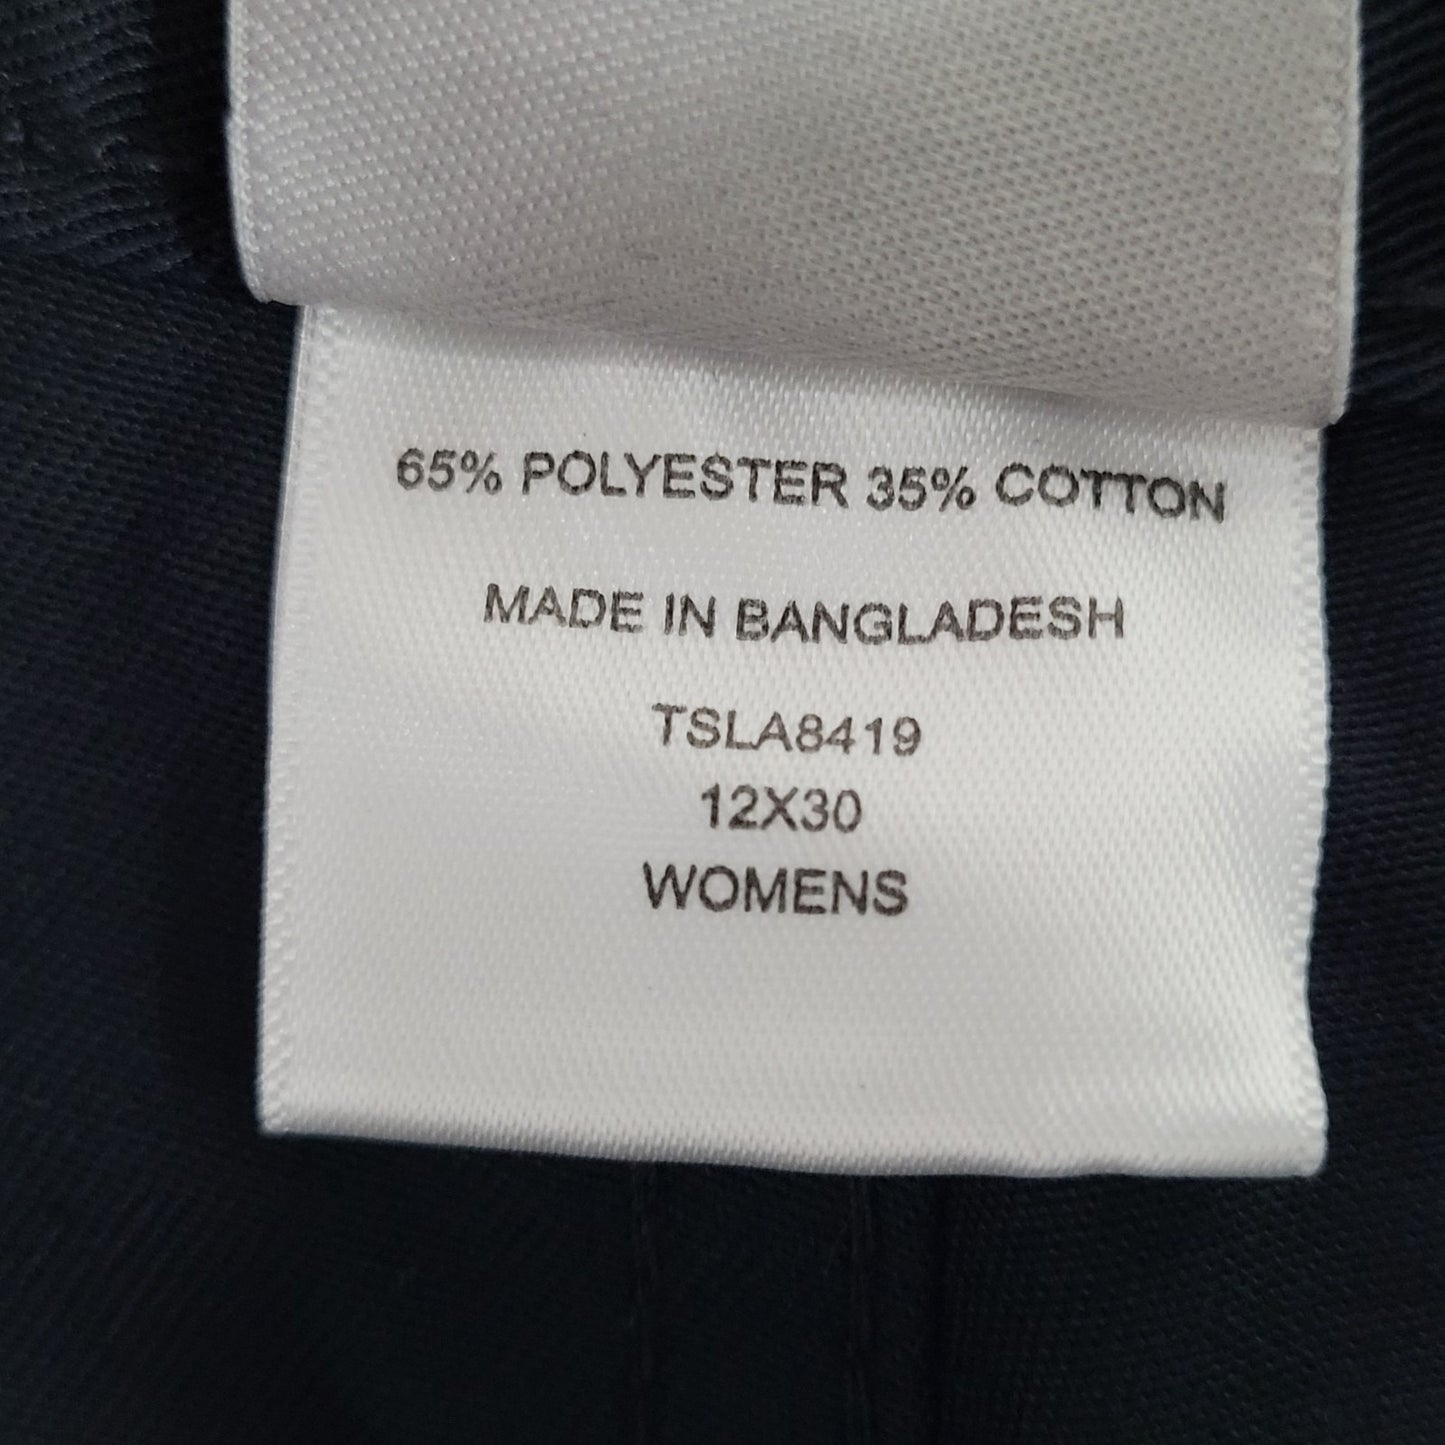 65% POLYESTER 35% COTTON
MADE IN BANGLADESH
TSLA8419
12X30
WOMENS